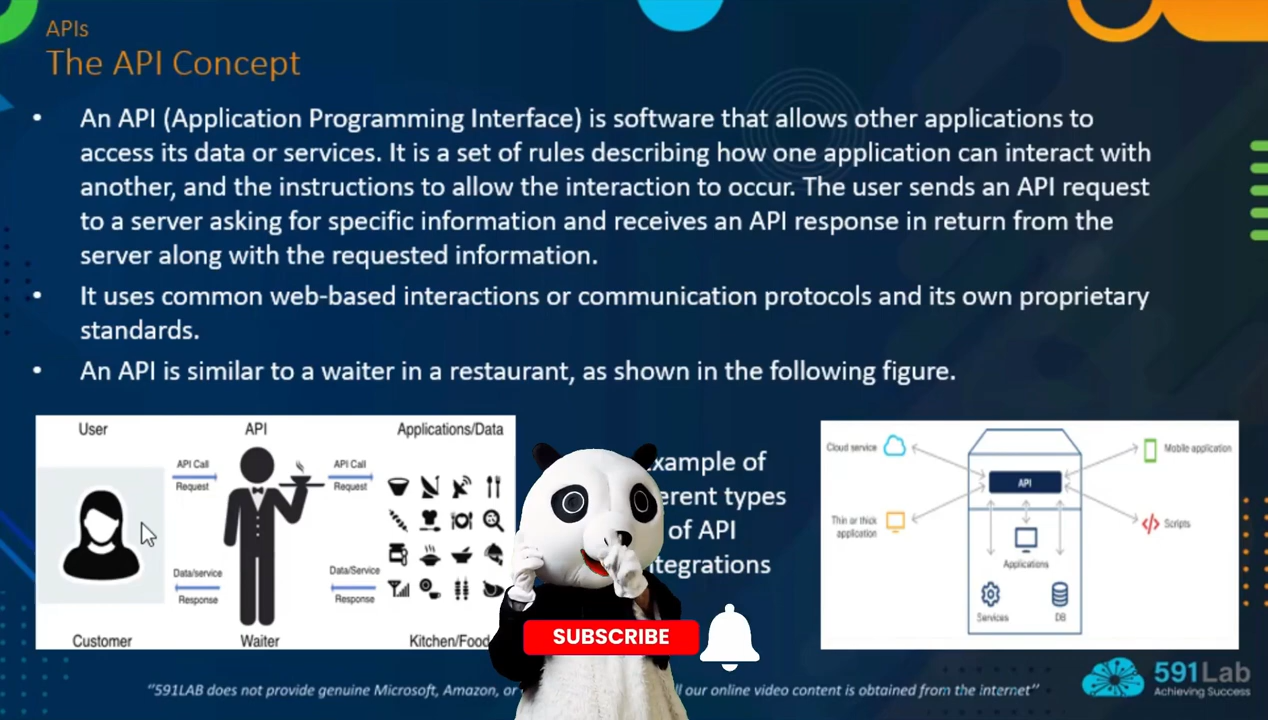 APIs
The API Concept
• An API (Application Programming Interface) is software that allows other applications to
access its data or services. It is a set of rules describing how one application can interact with
another, and the instructions to allow the interaction to occur. The user sends an API request
to a server asking for specific information and receives an API response in return from the
server along with the requested information.
• It uses common web-based interactions or communication protocols and its own proprietary
standards.
• An API is similar to a waiter in a restaurant, as shown in the following figure.
User API Applications/Data
API Call
Request
API Call
Request
Data/service
Response
Data/Service
Response
Customer Waiter Kitchen/Food
xample of
erent types
of API
tegrations
Cloud service
Mobile application
API
Thin or thick
application
Scripts
Applications
Services
DB
SUBSCRIBE
"591LAB does not provide genuine Microsoft, Amazon, or ll our online video content is obtained from the internet"
591Lab
Achieving Success